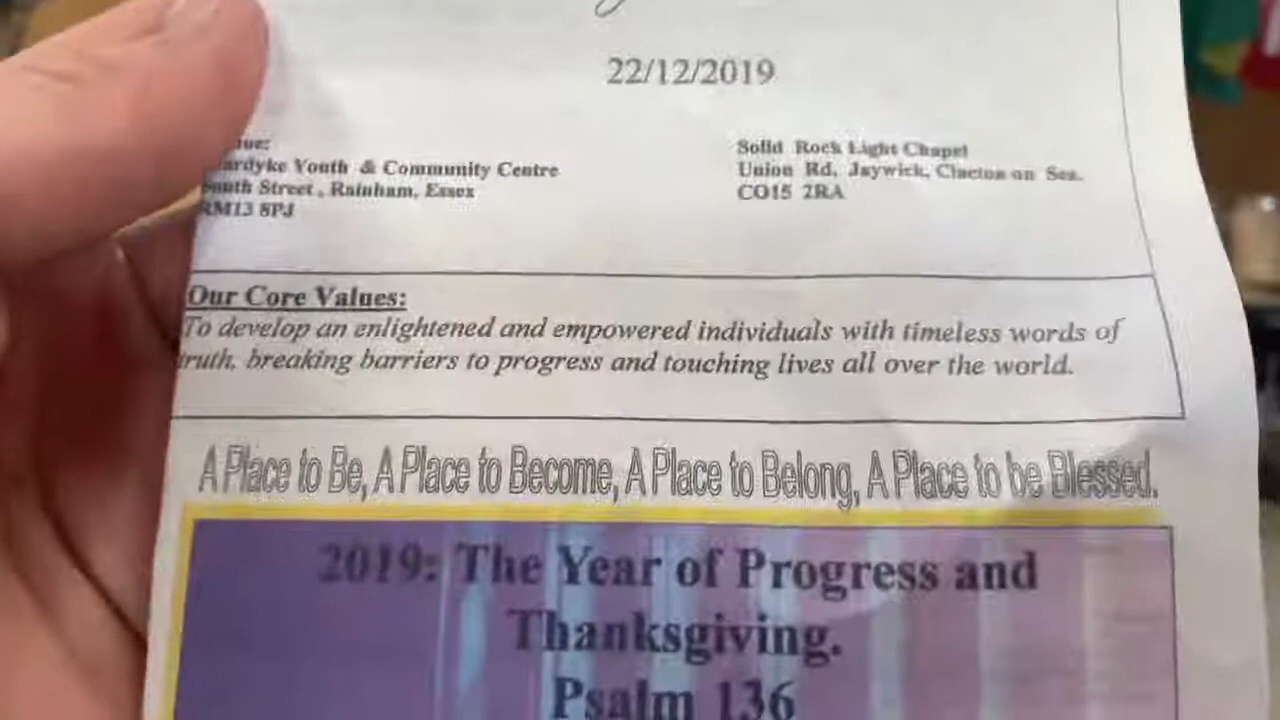 22/12/2019
Youth & Community Centre
Street, Rainham, Essex
RM13 8PJ
Solid Rock Light Chapel
Union Rd, Jaywick, Clacton on Sea.
CO15 2RA
Our Core Values:
To develop an enlightened and empowered individuals with timeless words of
truth, breaking barriers to progress and touching lives all over the world.
A Place to Be, A Place to Become, A Place to Belong, A Place to be Blessed.
2019: The Year of Progress and
Thanksgiving.
Psalm 136